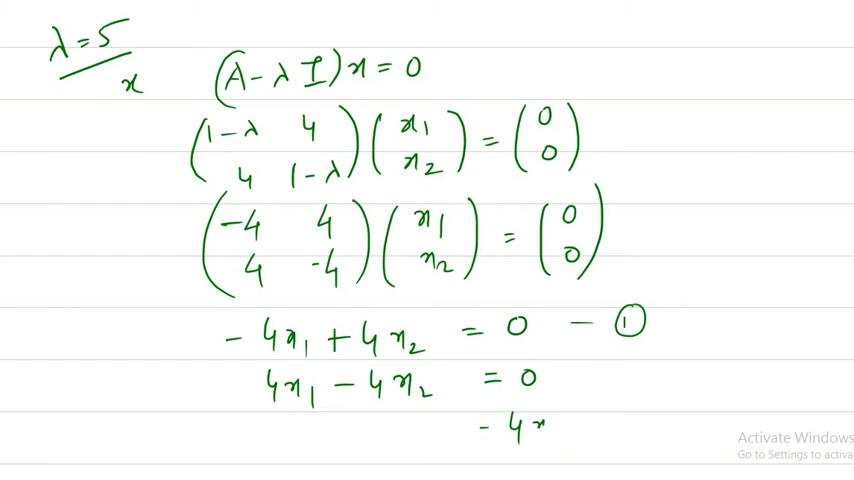 λ = 5
x
(A - λ I) x = 0
(1-λ 4) (x1) = (0)
(4 1-λ) (x2) (0)
(-4 4) (x1) = (0)
(4 -4) (x2) (0)
- 4x1 + 4x2 = 0 - ①
4x1 - 4x2 = 0
- 4x
Activate Windows
Go to Settings to activa